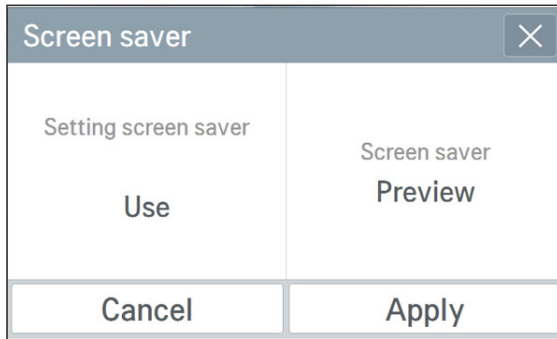 Screen saver
Setting screen saver
Use
Screen saver
Preview
Cancel
Apply